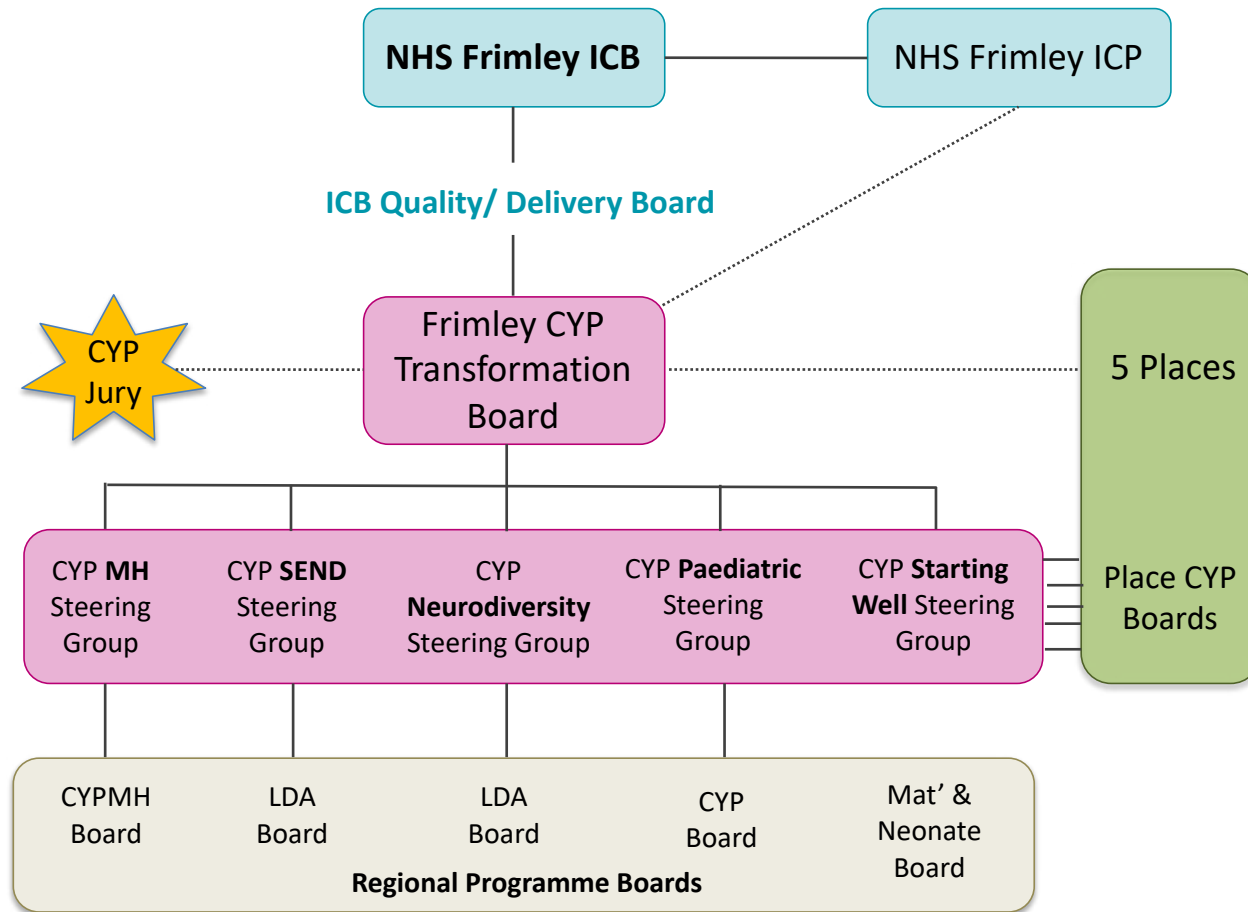 NHS Frimley ICB
NHS Frimley ICP
ICB Quality/ Delivery Board
CYP
Jury
Frimley CYP
Transformation
Board
5 Places
CYP MH
Steering
Group
CYP SEND
Steering
Group
CYP
Neurodiversity
Steering Group
CYP Paediatric
Steering
Group
CYP Starting
Well Steering
Group
Place CYP
Boards
CYPMH
Board
LDA
Board
LDA
Board
CYP
Board
Mat’ &
Neonate
Board
Regional Programme Boards